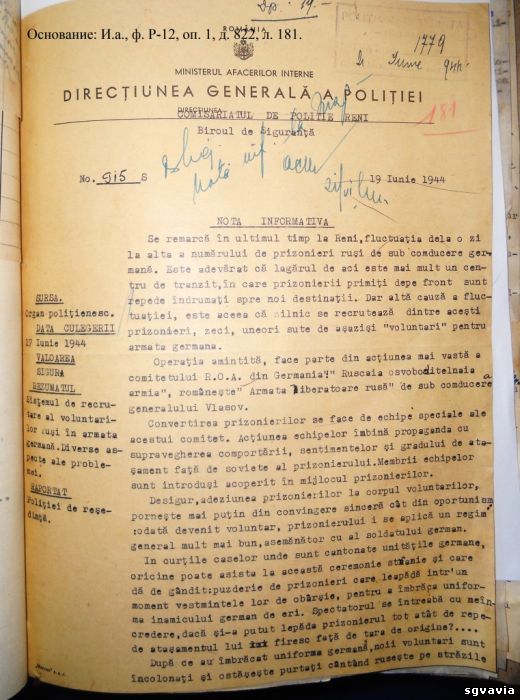 Основание: И.а., ф. Р-12, оп. 1, д. 822, л. 181.
ROMÂNIA
1779
Iunie 944
MINISTERUL AFACERILOR INTERNE
DIRECȚIUNEA GENERALĂ A POLIȚIEI
DIRECȚIUNEA
COMISARIATUL DE POLITIE RENI
181
Biroul de Siguranță
No. 915 S
19 Iunie 1944
NOTA INFORMATIVA
Se remarcă în ultimul timp la Reni,fluctuația dela o zi
la alta a numărului de prizonieri ruși de sub conducere ger-
mană. Este adevărat că lagărul de aci este mai mult un cen-
tru de tranzit,în care prizonierii primiți depe front sunt
repede îndrumați spre noi destinații. Dar altă cauză a fluc-
tuației, este aceea că zilnic se recrutează dintre acești
prizonieri, zeci, uneori sute de așaziși "voluntari" pentru
armata germana.
SURSA.
Organ polițienesc.
DATA CULEGERII
17 Iunie 1944
VALOAREA
SIGURA
REZUMATUL
Sistemul de recru-
tare al voluntari-
lor ruși în armata
germană.Diverse as-
pecte ale proble-
mei.
RAPORTAT
Poliției de reșe-
dință.
Operația amintită, face parte din acțiunea mai vastă a
comitetului R.O.A. din Germania?" Ruscaia osvoboditelnaia
armia", românește" Armata liberatoare rusă" de sub conducere
generalului Vlasov.
Convertirea prizonierilor se face de echipe speciale ale
acestui comitet. Acțiunea echipelor îmbină propaganda cu
supravegherea comportării, sentimentelor și gradului de ata-
șament față de soviete al prizonierului.Membrii echipelor
sunt introduși acoperit în mijlocul prizonierilor.
Desigur,adeziunea prizonierilor la corpul voluntarilor,
pornește mai puțin din convingere sinceră cât din oportunism
:odată devenit voluntar, prizonierului i se aplică un regim
general mult mai bun,asemănător cu al soldatului german.
In curțile caselor unde sunt cantonate unitățile germane,
oricine poate asista la această ceremonie stranie și care
dă de gândit:puzderie de prizonieri care leapădă într'un
moment vestmintele lor de obârșie, pentru a îmbrăca unifor-
ma inamicului german de eri. Spectatorul se întreabă cu neîn-
credere,dacă și-a putut lepăda prizonierul tot atât de repe-
de atașamentul lui firesc față de țara de origine?....
După ce au îmbrăcat uniforma germană,noii voluntari sunt
încolonați și ostășește purtați cântând rusește pe străzile
sgvavia